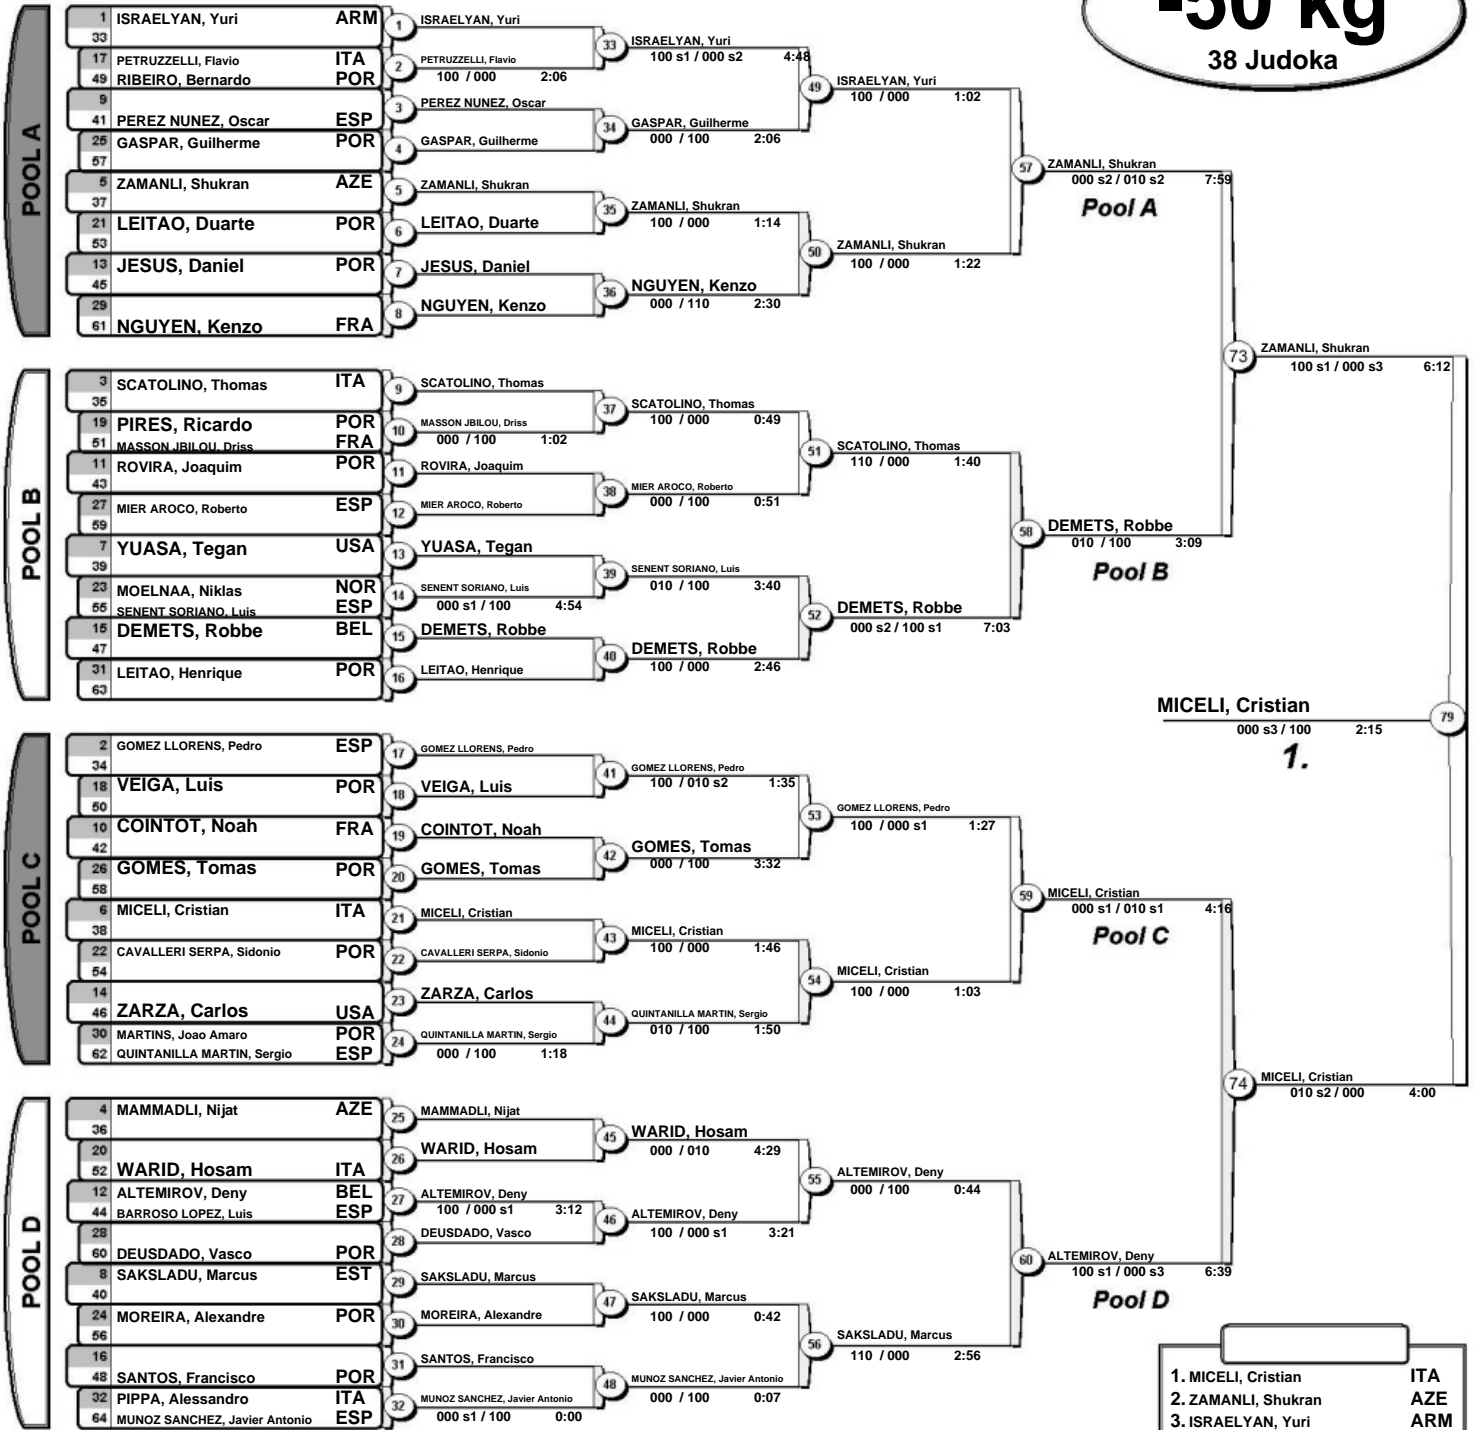 -50 kg
38 Judoka
POOL A
1 ISRAELYAN, Yuri ARM
33
17 PETRUZZELLI, Flavio ITA
49 RIBEIRO, Bernardo POR
9
41 PEREZ NUNEZ, Oscar ESP
25 GASPAR, Guilherme POR
57
5 ZAMANLI, Shukran AZE
37
21 LEITAO, Duarte POR
53
13 JESUS, Daniel POR
45
29
61 NGUYEN, Kenzo FRA
1 ISRAELYAN, Yuri
2 PETRUZZELLI, Flavio
100 / 000 2:06
3 PEREZ NUNEZ, Oscar
4 GASPAR, Guilherme
5 ZAMANLI, Shukran
6 LEITAO, Duarte
7 JESUS, Daniel
8 NGUYEN, Kenzo
33 ISRAELYAN, Yuri
100 s1 / 000 s2 4:48
34 GASPAR, Guilherme
000 / 100 2:06
35 ZAMANLI, Shukran
100 / 000 1:14
36 NGUYEN, Kenzo
000 / 110 2:30
49 ISRAELYAN, Yuri
100 / 000 1:02
50 ZAMANLI, Shukran
100 / 000 1:22
57 ZAMANLI, Shukran
000 s2 / 010 s2 7:59
Pool A
POOL B
3 SCATOLINO, Thomas ITA
35
19 PIRES, Ricardo POR
51 MASSON JBILOU, Driss FRA
11 ROVIRA, Joaquim POR
43
27 MIER AROCO, Roberto ESP
59
7 YUASA, Tegan USA
39
23 MOELNAA, Niklas NOR
55 SENENT SORIANO, Luis ESP
15 DEMETS, Robbe BEL
47
31 LEITAO, Henrique POR
63
9 SCATOLINO, Thomas
10 MASSON JBILOU, Driss
000 / 100 1:02
11 ROVIRA, Joaquim
12 MIER AROCO, Roberto
13 YUASA, Tegan
14 SENENT SORIANO, Luis
000 s1 / 100 4:54
15 DEMETS, Robbe
16 LEITAO, Henrique
37 SCATOLINO, Thomas
100 / 000 0:49
38 MIER AROCO, Roberto
000 / 100 0:51
39 SENENT SORIANO, Luis
010 / 100 3:40
40 DEMETS, Robbe
100 / 000 2:46
51 SCATOLINO, Thomas
110 / 000 1:40
52 DEMETS, Robbe
000 s2 / 100 s1 7:03
58 DEMETS, Robbe
010 / 100 3:09
Pool B
73 ZAMANLI, Shukran
100 s1 / 000 s3 6:12
MICELI, Cristian 79
000 s3 / 100 2:15
1.
POOL C
2 GOMEZ LLORENS, Pedro ESP
34
18 VEIGA, Luis POR
50
10 COINTOT, Noah FRA
42
26 GOMES, Tomas POR
58
6 MICELI, Cristian ITA
38
22 CAVALLERI SERPA, Sidonio POR
54
14
46 ZARZA, Carlos USA
30 MARTINS, Joao Amaro POR
62 QUINTANILLA MARTIN, Sergio ESP
17 GOMEZ LLORENS, Pedro
18 VEIGA, Luis
19 COINTOT, Noah
20 GOMES, Tomas
21 MICELI, Cristian
22 CAVALLERI SERPA, Sidonio
23 ZARZA, Carlos
24 QUINTANILLA MARTIN, Sergio
000 / 100 1:18
41 GOMEZ LLORENS, Pedro
100 / 010 s2 1:35
42 GOMES, Tomas
000 / 100 3:32
43 MICELI, Cristian
100 / 000 1:46
44 QUINTANILLA MARTIN, Sergio
010 / 100 1:50
53 GOMEZ LLORENS, Pedro
100 / 000 s1 1:27
54 MICELI, Cristian
100 / 000 1:03
59 MICELI, Cristian
000 s1 / 010 s1 4:16
Pool C
74 MICELI, Cristian
010 s2 / 000 4:00
POOL D
4 MAMMADLI, Nijat AZE
36
20
52 WARID, Hosam ITA
12 ALTEMIROV, Deny BEL
44 BARROSO LOPEZ, Luis ESP
28
60 DEUSDADO, Vasco POR
8 SAKSLADU, Marcus EST
40
24 MOREIRA, Alexandre POR
56
16
48 SANTOS, Francisco POR
32 PIPPA, Alessandro ITA
64 MUNOZ SANCHEZ, Javier Antonio ESP
25 MAMMADLI, Nijat
26 WARID, Hosam
27 ALTEMIROV, Deny
100 / 000 s1 3:12
28 DEUSDADO, Vasco
29 SAKSLADU, Marcus
30 MOREIRA, Alexandre
31 SANTOS, Francisco
32 MUNOZ SANCHEZ, Javier Antonio
000 s1 / 100 0:00
45 WARID, Hosam
000 / 010 4:29
46 ALTEMIROV, Deny
100 / 000 s1 3:21
47 SAKSLADU, Marcus
100 / 000 0:42
48 MUNOZ SANCHEZ, Javier Antonio
000 / 100 0:07
55 ALTEMIROV, Deny
000 / 100 0:44
56 SAKSLADU, Marcus
110 / 000 2:56
60 ALTEMIROV, Deny
100 s1 / 000 s3 6:39
Pool D
1. MICELI, Cristian ITA
2. ZAMANLI, Shukran AZE
3. ISRAELYAN, Yuri ARM